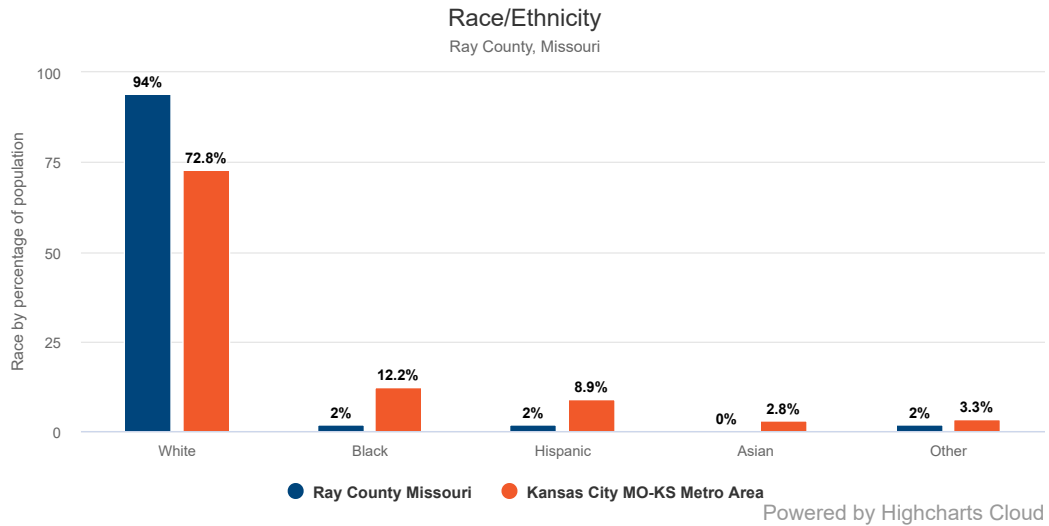 Race/Ethnicity
Ray County, Missouri
Race by percentage of population
100
75
50
25
0
94%
72.8%
2%
12.2%
2%
8.9%
0%
2.8%
2%
3.3%
White
Black
Hispanic
Asian
Other
Ray County Missouri
Kansas City MO-KS Metro Area
Powered by Highcharts Cloud